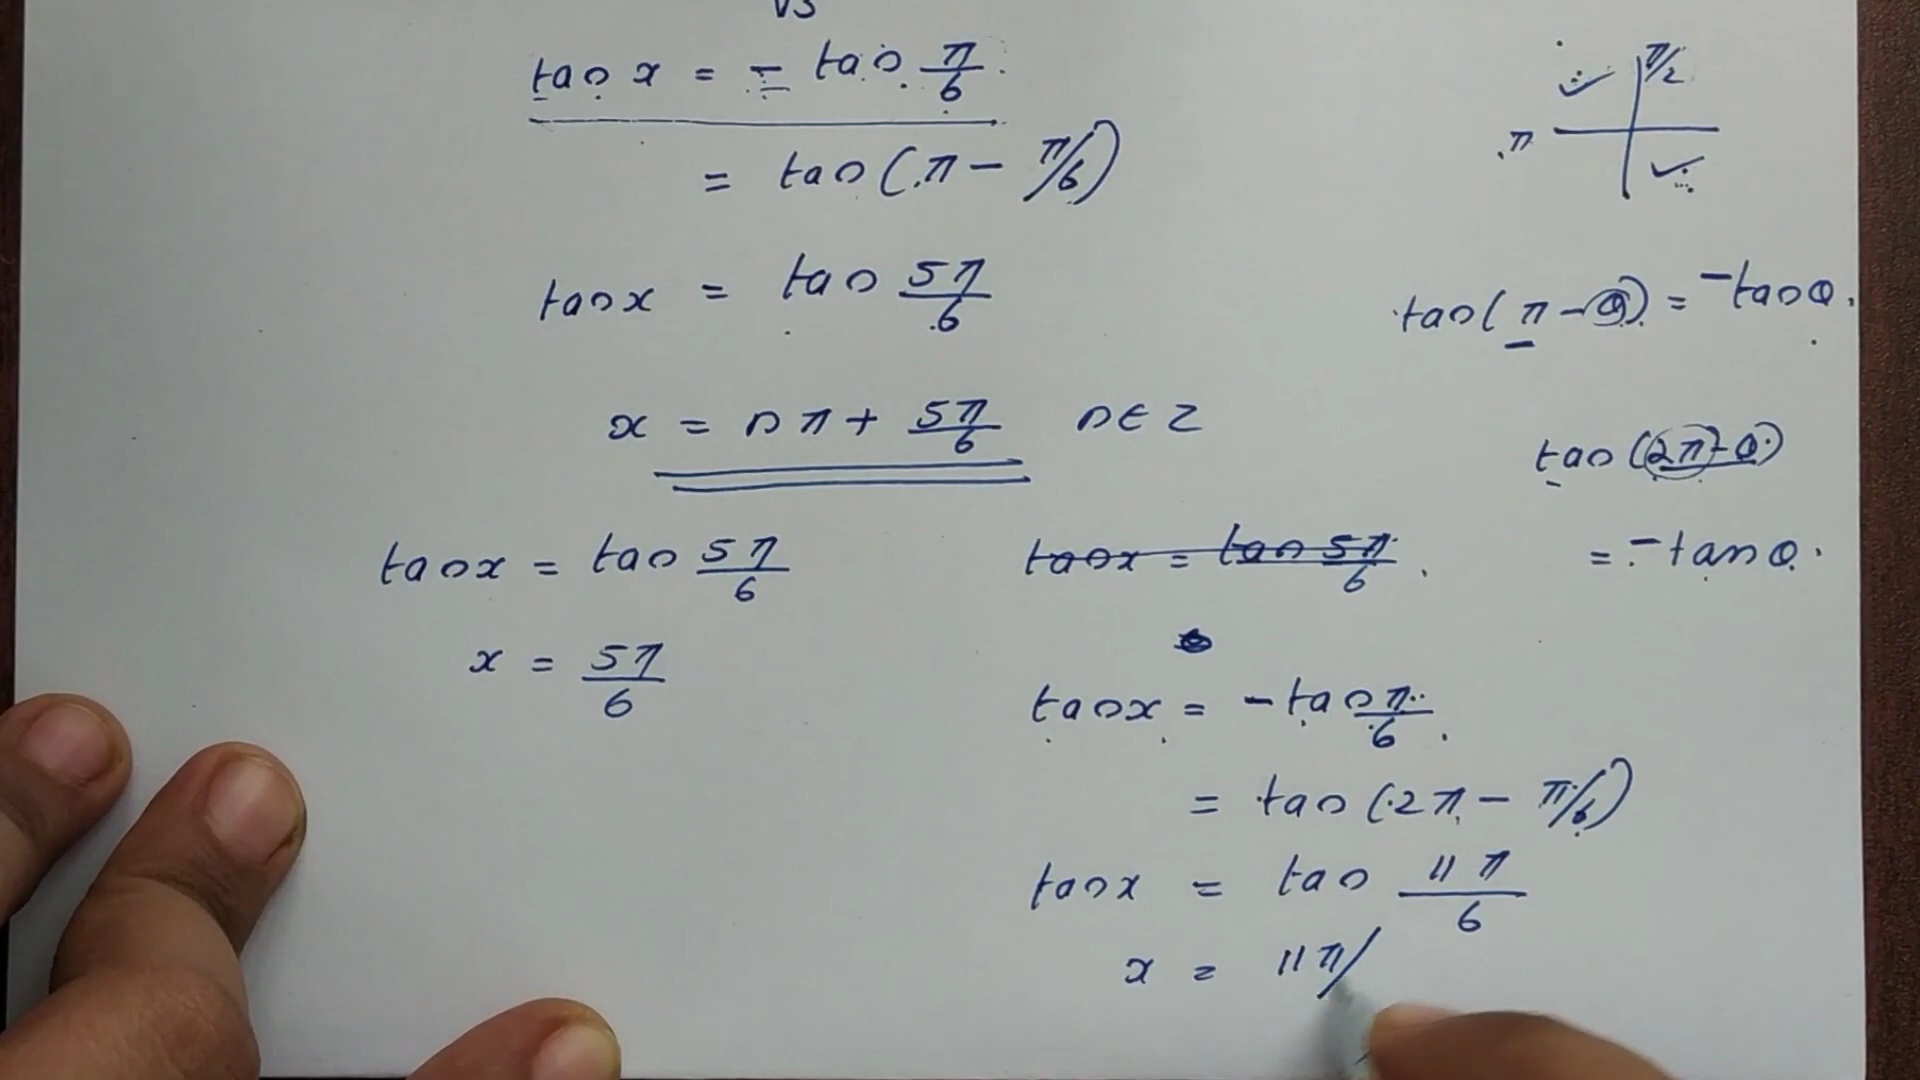 √3
tan x = - tan π/6
= tan (π - π/6)
tan x = tan 5π/6
x = nπ + 5π/6 n ∈ Z
tan x = tan 5π/6
x = 5π/6
tan x = tan 5π/6
tan x = - tan π/6
= tan (2π - π/6)
tan x = tan 11π/6
x = 11π/
π/2
π
tan (π - θ) = - tan θ.
tan (2π - θ)
= - tan θ.